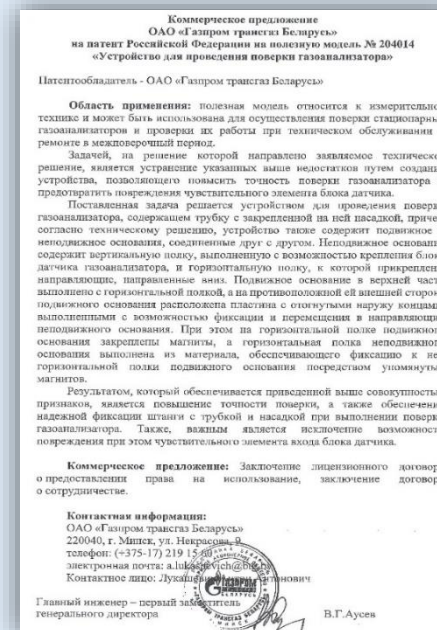 Коммерческое предложение
ОАО «Газпром трансгаз Беларусь»
на патент Российской Федерации на полезную модель № 204014
«Устройство для проведения поверки газоанализатора»
Патентообладатель - ОАО «Газпром трансгаз Беларусь»
Область применения: полезная модель относится к измерительно
технике и может быть использована для осуществления поверки стационарны
газоанализаторов и проверки их работы при техническом обслуживании
ремонте в межповерочный период.
Задачей, на решение которой направлено заявляемое техническо
решение, является устранение указанных выше недостатков путем создани
устройства, позволяющего повысить точность поверки газоанализатора
предотвратить повреждения чувствительного элемента блока датчика.
Поставленная задача решается устройством для проведения поверк
газоанализатора, содержащем трубку с закрепленной на ней насадкой, приче
согласно техническому решению, устройство также содержит подвижное
неподвижное основания, соединенные друг с другом. Неподвижное основани
содержит вертикальную полку, выполненную с возможностью крепления блок
датчика газоанализатора, и горизонтальную полку, к которой прикреплен
направляющие, направленные вниз. Подвижное основание в верхней част
выполнено с горизонтальной полкой, а на противоположной ей внешней сторон
подвижного основания расположена пластина с отогнутыми наружу концами
выполненными с возможностью фиксации и перемещения в направляющи
неподвижного основания. При этом на горизонтальной полке подвижног
основания закреплены магниты, а горизонтальная полка неподвижног
основания выполнена из материала, обеспечивающего фиксацию к не
горизонтальной полки подвижного основания посредством упомянуты
магнитов.
Результатом, который обеспечивается приведенной выше совокупность
признаков, является повышение точности поверки, а также обеспечени
надежной фиксации штанги с трубкой и насадкой при выполнении поверк
газоанализатора. Также, важным является исключение возможност
повреждения при этом чувствительного элемента входа блока датчика.
Коммерческое предложение: Заключение лицензионного договор
о предоставлении права на использование, заключение договор
о сотрудничестве.
Контактная информация:
ОАО «Газпром трансгаз Беларусь»
220040, г. Минск, ул. Некрасова, 9
телефон: (+375-17) 219 15
электронная почта:
Контактное лицо:
ГАЗПРОМ
Главный инженер – первый заместитель
генерального директора В.Г.Аусев